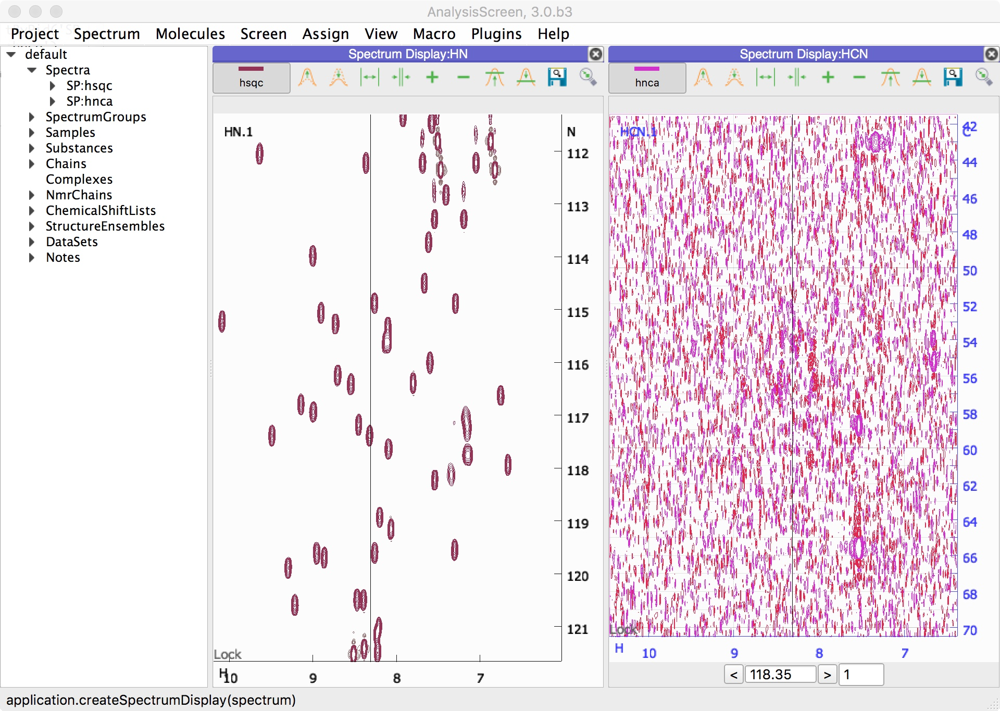 AnalysisScreen, 3.0.b3
Project Spectrum Molecules Screen Assign View Macro Plugins Help
default
Spectra
SP:hsqc
SP:hnca
SpectrumGroups
Samples
Substances
Chains
Complexes
NmrChains
ChemicalShiftLists
StructureEnsembles
DataSets
Notes
Spectrum Display:HN
hsqc
HN.1
N
112
113
114
115
116
117
118
119
120
121
Lock
H
10 9 8 7
Spectrum Display:HCN
hnca
HCN.1
C
42
44
46
48
50
52
54
56
58
60
62
64
66
68
70
Lock
H 10 9 8 7
< 118.35 > 1
application.createSpectrumDisplay(spectrum)